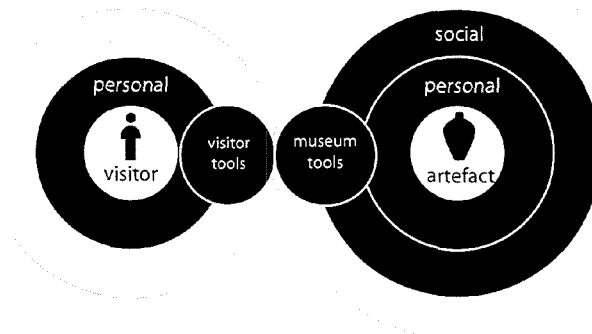 social
personal
personal
visitor
tools
museum
tools
visitor
artefact